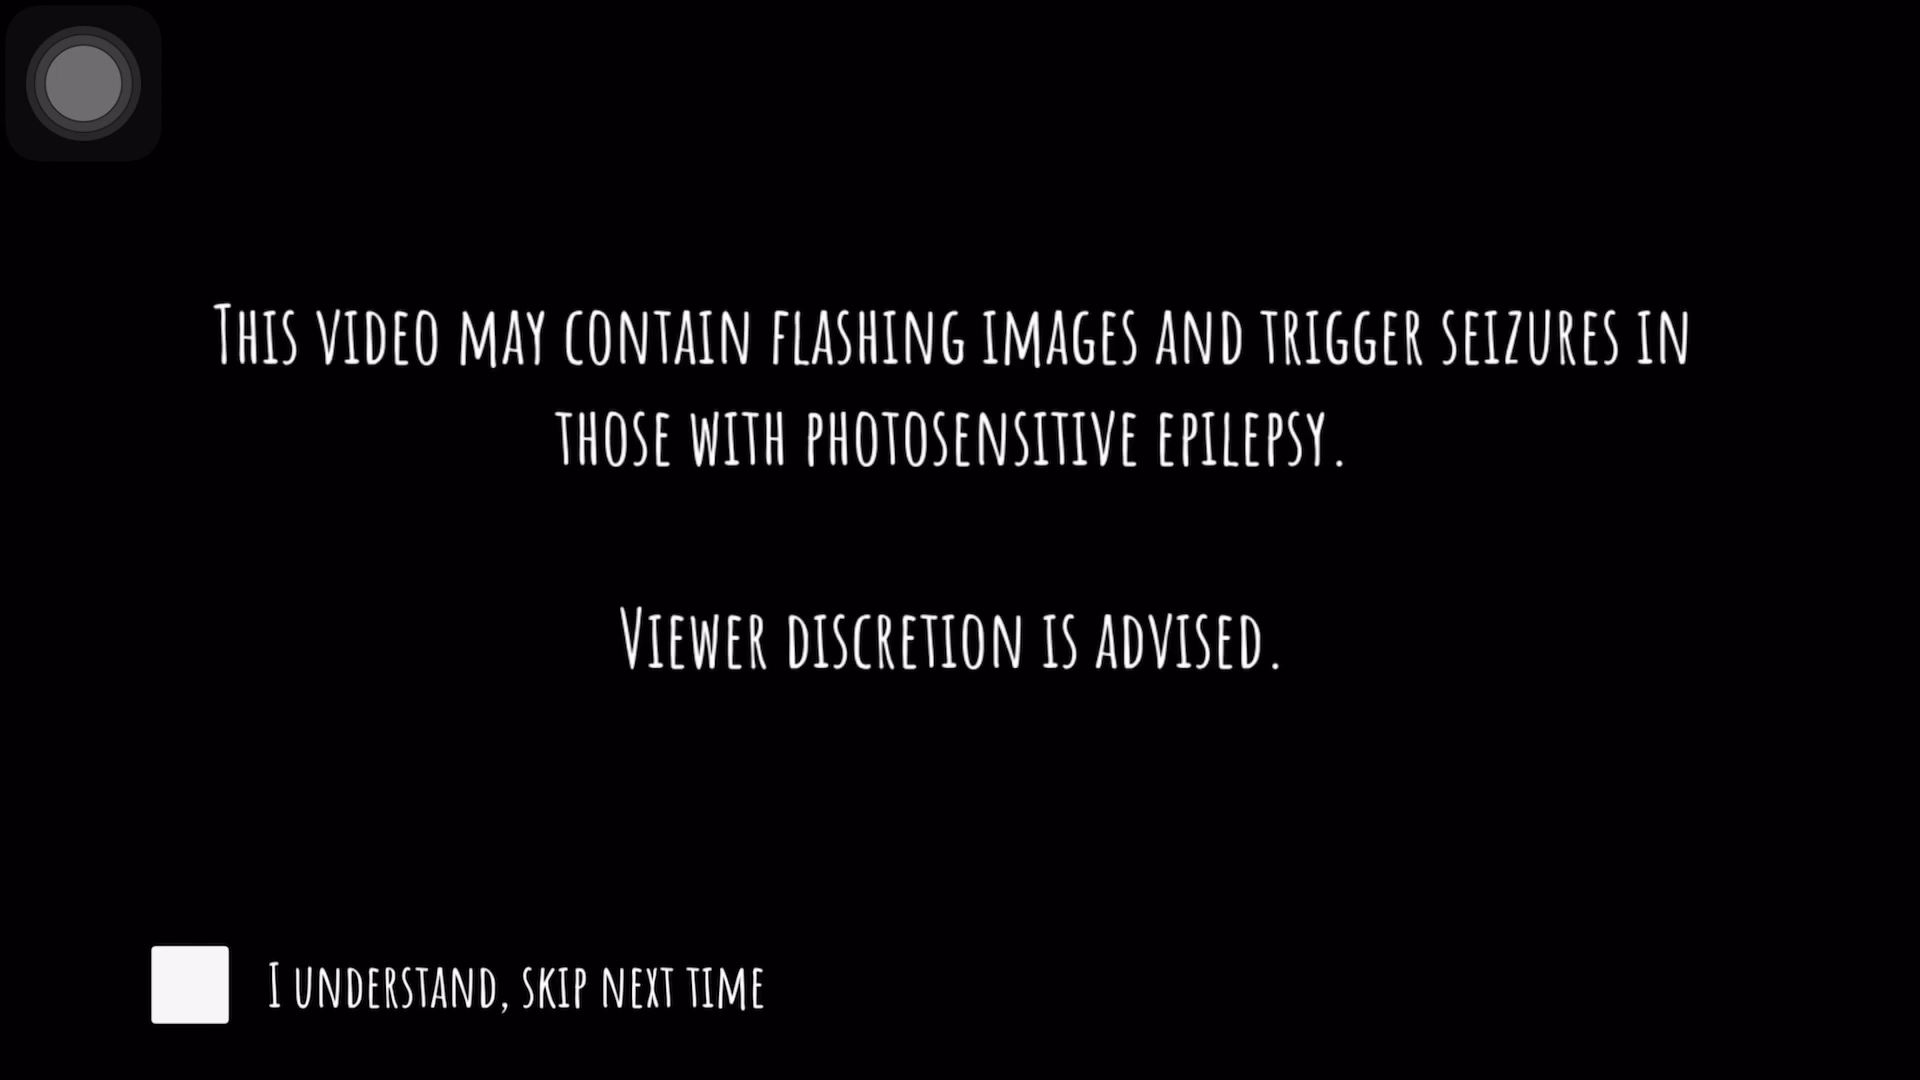 This video may contain flashing images and trigger seizures in
those with photosensitive epilepsy.
Viewer discretion is advised.
I understand, skip next time